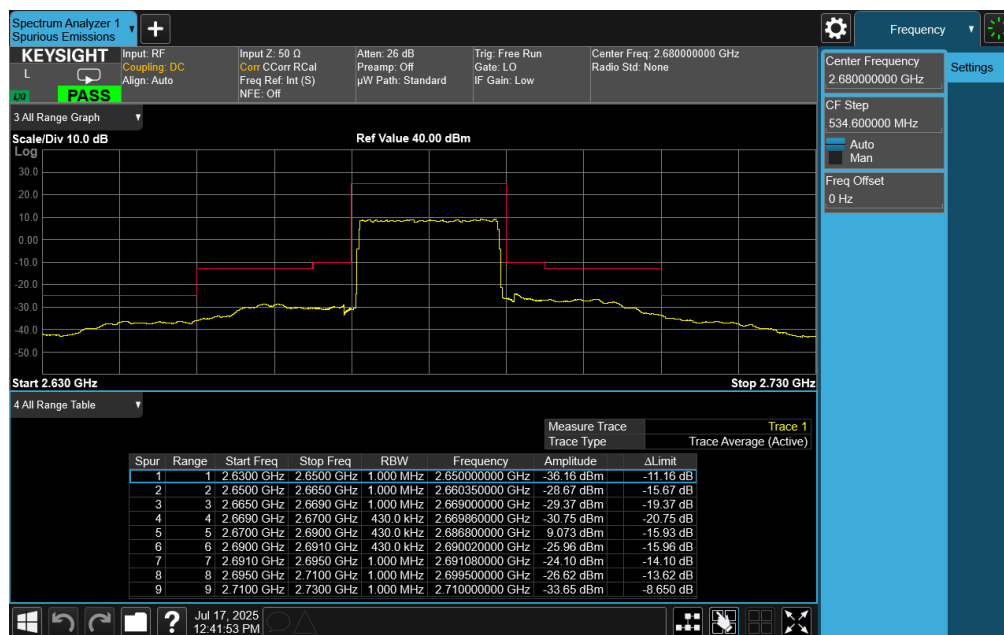 Spectrum Analyzer 1
Spurious Emissions
Frequency
KEYSIGHT
L
LXI
PASS
Input: RF
Coupling: DC
Align: Auto
Input Z: 50 Ω
Corr CCorr RCal
Freq Ref: Int (S)
NFE: Off
Atten: 26 dB
Preamp: Off
µW Path: Standard
Trig: Free Run
Gate: LO
IF Gain: Low
Center Freq: 2.680000000 GHz
Radio Std: None
Center Frequency
2.680000000 GHz
Settings
CF Step
534.600000 MHz
Auto
Man
Freq Offset
0 Hz
3 All Range Graph
Scale/Div 10.0 dB
Ref Value 40.00 dBm
Log
30.0
20.0
10.0
0.00
-10.0
-20.0
-30.0
-40.0
-50.0
Start 2.630 GHz
Stop 2.730 GHz
4 All Range Table
Measure Trace Trace 1
Trace Type Trace Average (Active)
Spur Range Start Freq Stop Freq RBW Frequency Amplitude ΔLimit
1 1 2.6300 GHz 2.6500 GHz 1.000 MHz 2.650000000 GHz -36.16 dBm -11.16 dB
2 2 2.6500 GHz 2.6650 GHz 1.000 MHz 2.660350000 GHz -28.67 dBm -15.67 dB
3 3 2.6650 GHz 2.6690 GHz 1.000 MHz 2.669000000 GHz -29.37 dBm -19.37 dB
4 4 2.6690 GHz 2.6700 GHz 430.0 kHz 2.669860000 GHz -30.75 dBm -20.75 dB
5 5 2.6700 GHz 2.6900 GHz 430.0 kHz 2.686800000 GHz 9.073 dBm -15.93 dB
6 6 2.6900 GHz 2.6910 GHz 430.0 kHz 2.690020000 GHz -25.96 dBm -15.96 dB
7 7 2.6910 GHz 2.6950 GHz 1.000 MHz 2.691080000 GHz -24.10 dBm -14.10 dB
8 8 2.6950 GHz 2.7100 GHz 1.000 MHz 2.699500000 GHz -26.62 dBm -13.62 dB
9 9 2.7100 GHz 2.7300 GHz 1.000 MHz 2.710000000 GHz -33.65 dBm -8.650 dB
Jul 17, 2025
12:41:53 PM